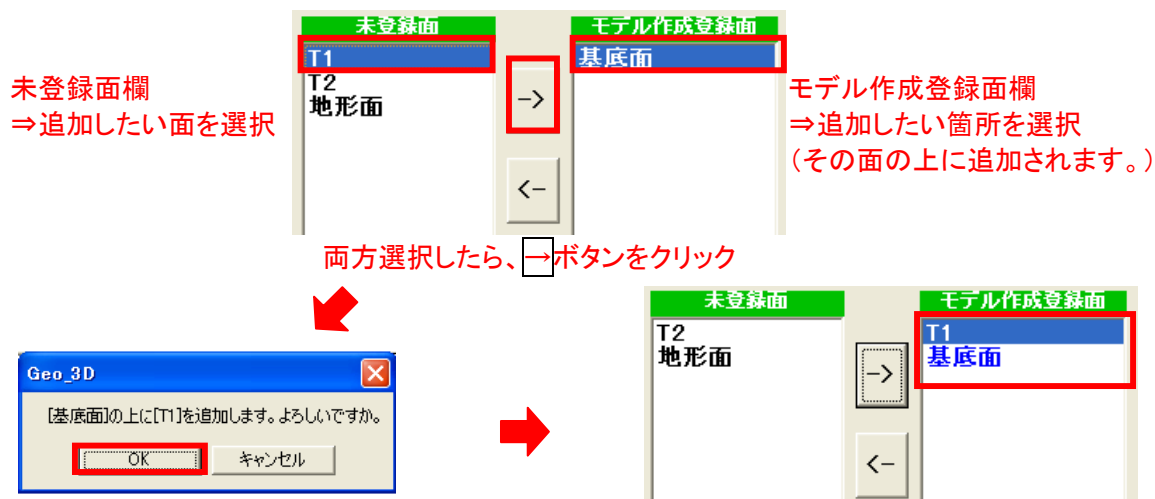 未登録面
モデル作成登録面
T1
T2
地形面
->
<-
基底面
未登録面欄
⇒追加したい面を選択
モデル作成登録面欄
⇒追加したい箇所を選択
(その面の上に追加されます。)
両方選択したら、→ボタンをクリック
Geo_3D
[基底面]の上に[T1]を追加します。よろしいですか。
OK
キャンセル
未登録面
モデル作成登録面
T2
地形面
->
<-
T1
基底面